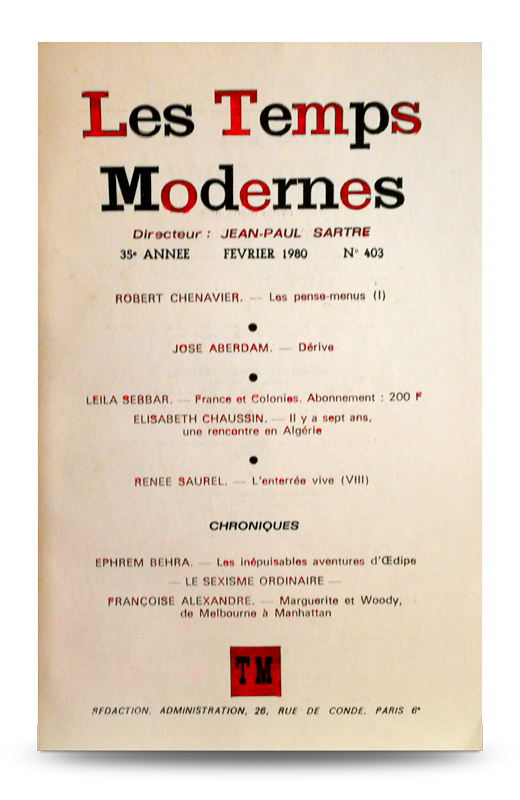 Les Temps
Modernes
Directeur : JEAN-PAUL SARTRE
35e ANNEE FEVRIER 1980 N° 403
ROBERT CHENAVIER. — Les pense-menus (I)
JOSE ABERDAM. — Dérive
LEILA SEBBAR. — France et Colonies. Abonnement : 200 F
ELISABETH CHAUSSIN. — Il y a sept ans,
une rencontre en Algérie
RENEE SAUREL. — L'enterrée vive (VIII)
CHRONIQUES
EPHREM BEHRA. — Les inépuisables aventures d'Œdipe
— LE SEXISME ORDINAIRE —
FRANÇOISE ALEXANDRE. — Marguerite et Woody,
de Melbourne à Manhattan
TM
REDACTION, ADMINISTRATION, 26, RUE DE CONDE, PARIS 6e